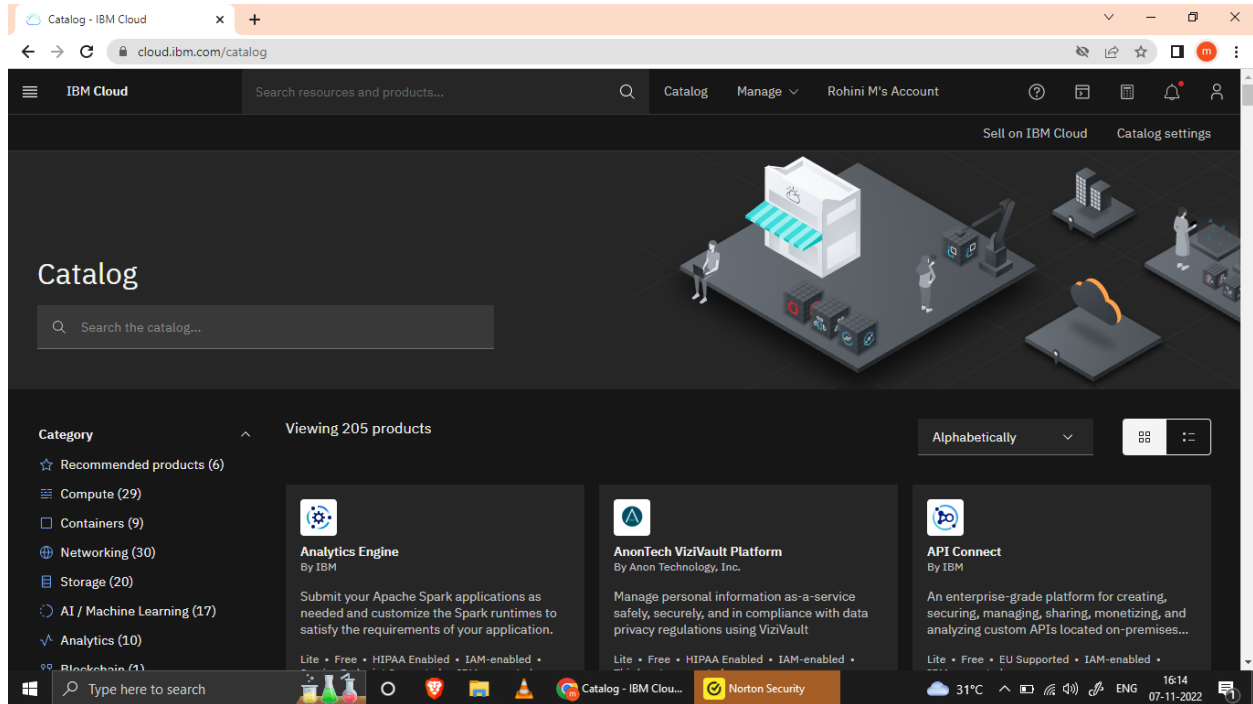 Catalog - IBM Cloud
cloud.ibm.com/catalog
m
IBM Cloud
Search resources and products...
Catalog
Manage
Rohini M's Account
Sell on IBM Cloud
Catalog settings
Catalog
Search the catalog...
Category
Recommended products (6)
Compute (29)
Containers (9)
Networking (30)
Storage (20)
AI / Machine Learning (17)
Analytics (10)
Blockchain (1)
Viewing 205 products
Alphabetically
Analytics Engine
By IBM
Submit your Apache Spark applications as
needed and customize the Spark runtimes to
satisfy the requirements of your application.
Lite • Free • HIPAA Enabled • IAM-enabled •
AnonTech ViziVault Platform
By Anon Technology, Inc.
Manage personal information as-a-service
safely, securely, and in compliance with data
privacy regulations using ViziVault
Lite • Free • HIPAA Enabled • IAM-enabled •
API Connect
By IBM
An enterprise-grade platform for creating,
securing, managing, sharing, monetizing, and
analyzing custom APIs located on-premises...
Lite • Free • EU Supported • IAM-enabled •
Type here to search
Catalog - IBM Clou...
Norton Security
31°C
ENG
16:14
07-11-2022
1